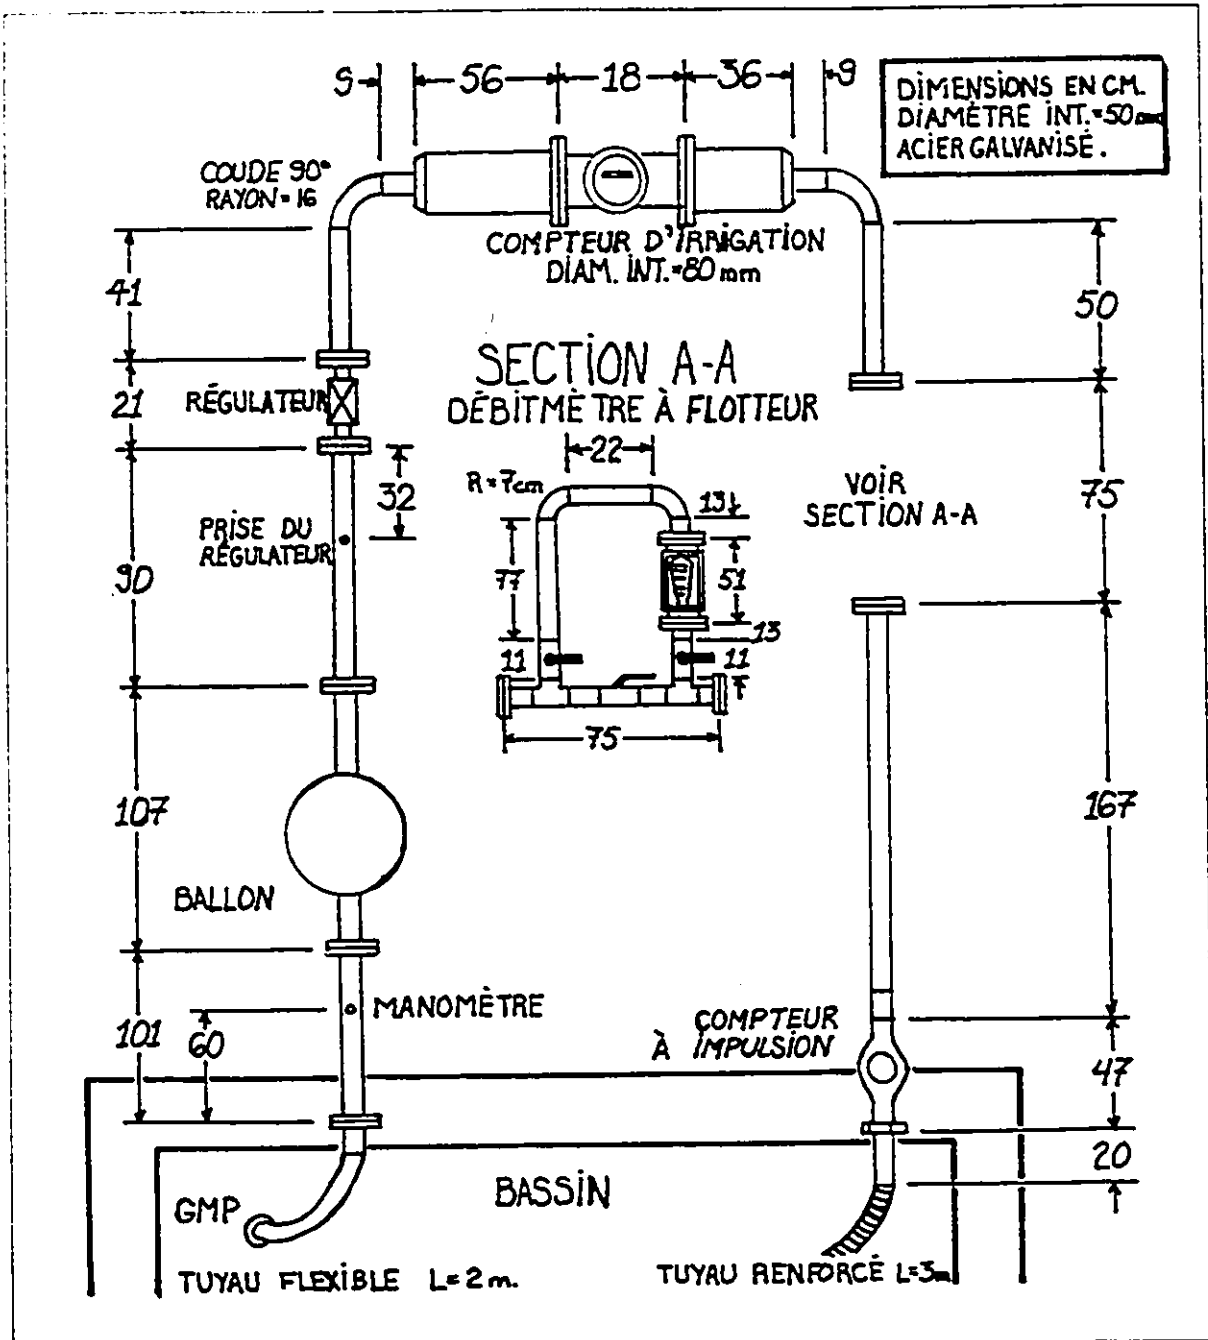 9 56 18 36 9
DIMENSIONS EN CM.
DIAMÈTRE INT.=50mm
ACIER GALVANISÉ.
COUDE 90°
RAYON=16
COMPTEUR D'IRRIGATION
DIAM. INT.=80mm
41
50
SECTION A-A
DÉBITMÈTRE À FLOTTEUR
21
RÉGULATEUR
22
R=7cm
32
13
VOIR
SECTION A-A
75
PRISE DU
RÉGULATEUR
90
77
51
13
11
11
75
107
167
BALLON
MANOMÈTRE
101
60
COMPTEUR
À IMPULSION
47
20
GMP
BASSIN
TUYAU FLEXIBLE L=2m.
TUYAU RENFORCÉ L=3m